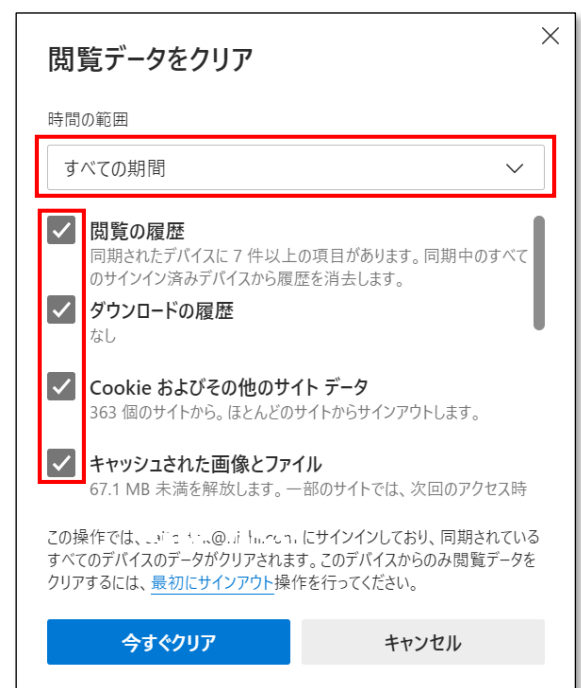 閲覧データをクリア
時間の範囲
すべての期間
閲覧の履歴
同期されたデバイスに 7 件以上の項目があります。同期中のすべて
のサインイン済みデバイスから履歴を消去します。
ダウンロードの履歴
なし
Cookie およびその他のサイト データ
363 個のサイトから。ほとんどのサイトからサインアウトします。
キャッシュされた画像とファイル
67.1 MB 未満を解放します。一部のサイトでは、次回のアクセス時
この操作では、 にサインインしており、同期されている
すべてのデバイスのデータがクリアされます。このデバイスからのみ閲覧データを
クリアするには、最初にサインアウト操作を行ってください。
今すぐクリア
キャンセル